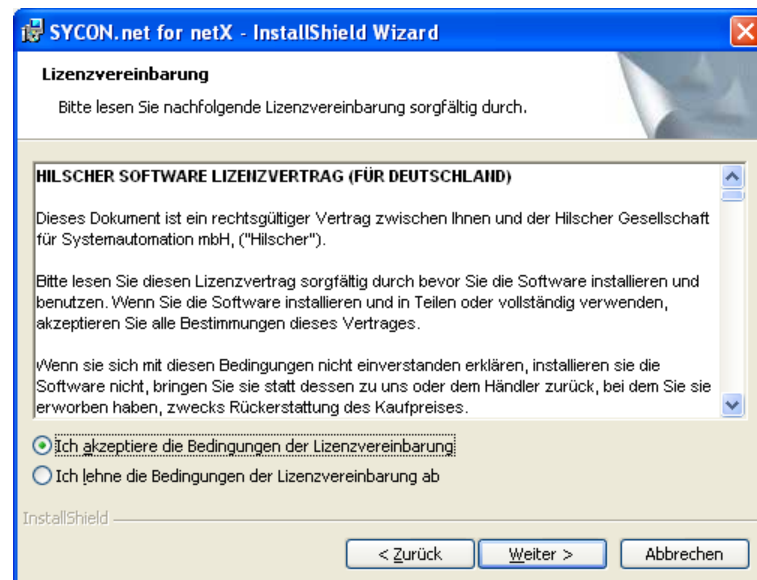 SYCON.net for netX - InstallShield Wizard
Lizenzvereinbarung
Bitte lesen Sie nachfolgende Lizenzvereinbarung sorgfältig durch.
HILSCHER SOFTWARE LIZENZVERTRAG (FÜR DEUTSCHLAND)
Dieses Dokument ist ein rechtsgültiger Vertrag zwischen Ihnen und der Hilscher Gesellschaft
für Systemautomation mbH, ("Hilscher").
Bitte lesen Sie diesen Lizenzvertrag sorgfältig durch bevor Sie die Software installieren und
benutzen. Wenn Sie die Software installieren und in Teilen oder vollständig verwenden,
akzeptieren Sie alle Bestimmungen dieses Vertrages.
Wenn sie sich mit diesen Bedingungen nicht einverstanden erklären, installieren sie die
Software nicht, bringen Sie sie statt dessen zu uns oder dem Händler zurück, bei dem Sie sie
erworben haben, zwecks Rückerstattung des Kaufpreises.
Ich akzeptiere die Bedingungen der Lizenzvereinbarung
Ich lehne die Bedingungen der Lizenzvereinbarung ab
InstallShield
< Zurück
Weiter >
Abbrechen